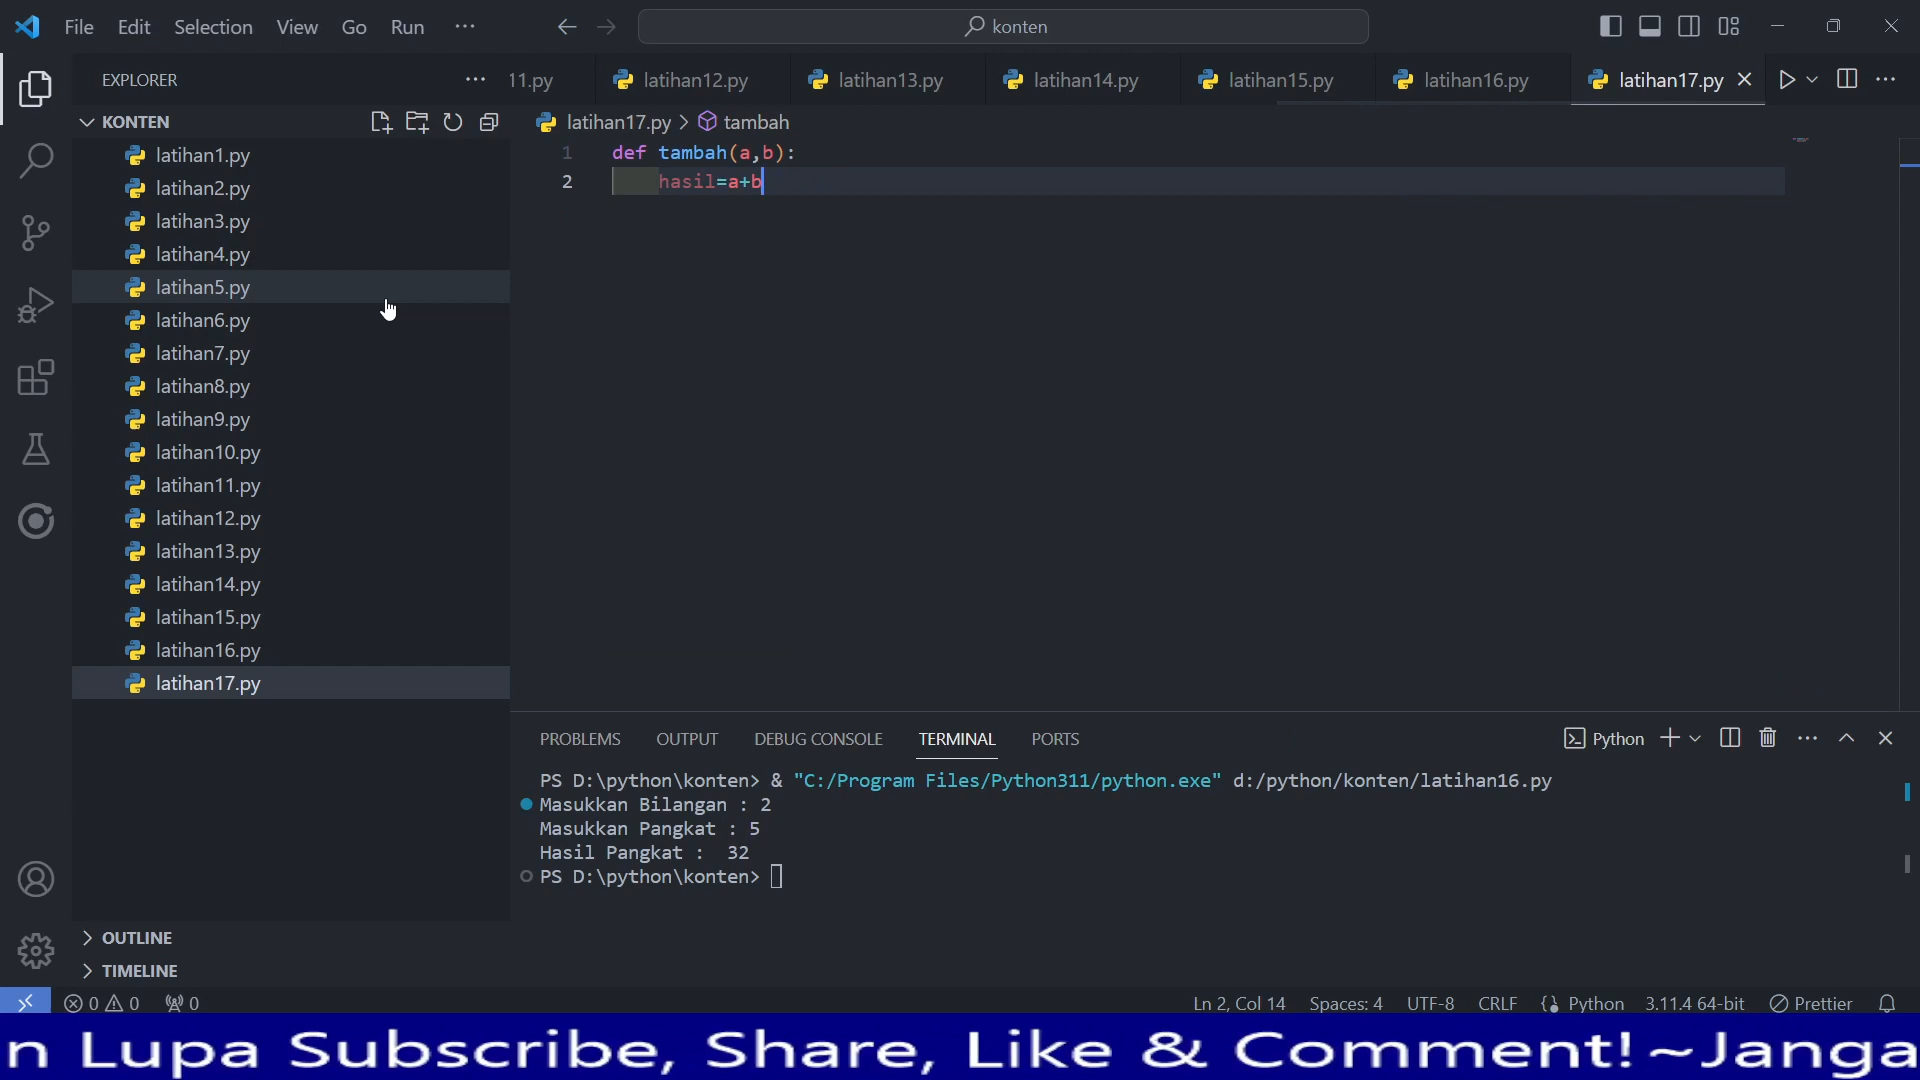 File Edit Selection View Go Run ···
konten
EXPLORER ···
11.py latihan12.py latihan13.py latihan14.py latihan15.py latihan16.py latihan17.py
KONTEN
latihan17.py > tambah
latihan1.py
latihan2.py
latihan3.py
latihan4.py
latihan5.py
latihan6.py
latihan7.py
latihan8.py
latihan9.py
latihan10.py
latihan11.py
latihan12.py
latihan13.py
latihan14.py
latihan15.py
latihan16.py
latihan17.py
OUTLINE
TIMELINE
1 def tambah(a,b):
2 hasil=a+b
PROBLEMS OUTPUT DEBUG CONSOLE TERMINAL PORTS
Python
PS D:\python\konten> & "C:/Program Files/Python311/python.exe" d:/python/konten/latihan16.py
Masukkan Bilangan : 2
Masukkan Pangkat : 5
Hasil Pangkat :  32
PS D:\python\konten>
0 0 0 Ln 2, Col 14 Spaces: 4 UTF-8 CRLF Python 3.11.4 64-bit Prettier
n Lupa Subscribe, Share, Like & Comment!~Janga